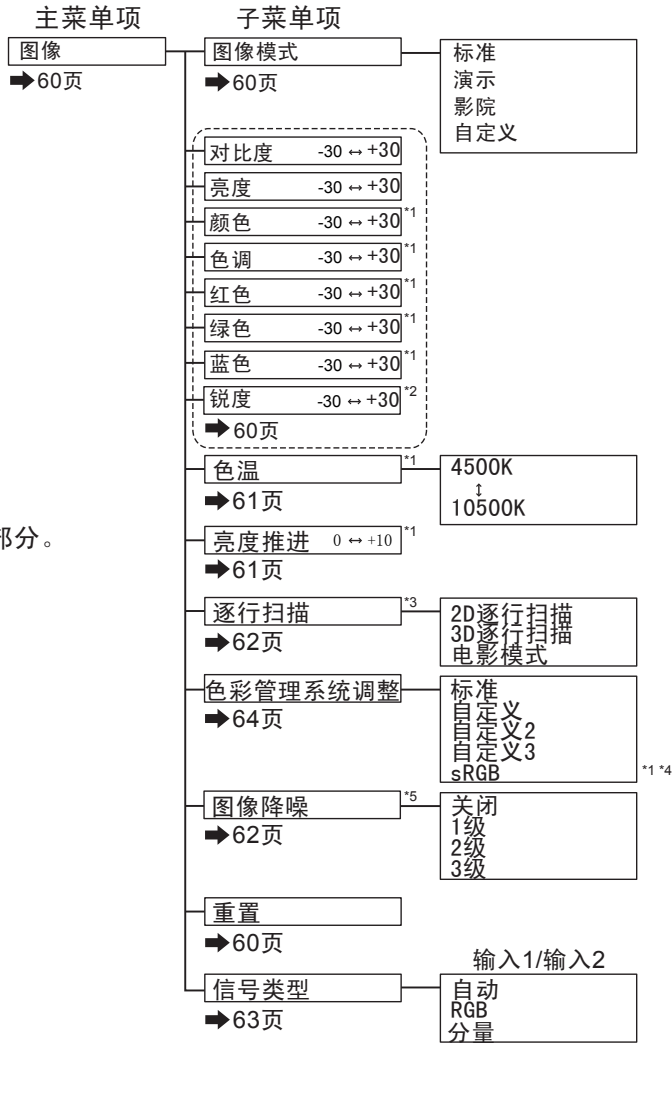 主菜单项
子菜单项
图像
➡60页
图像模式
➡60页
标准
演示
影院
自定义
对比度 -30 ↔ +30
亮度 -30 ↔ +30
颜色 -30 ↔ +30 *1
色调 -30 ↔ +30 *1
红色 -30 ↔ +30 *1
绿色 -30 ↔ +30 *1
蓝色 -30 ↔ +30 *1
锐度 -30 ↔ +30 *2
➡60页
色温 *1
➡61页
4500K
↕
10500K
部分。
亮度推进 0 ↔ +10 *1
➡61页
逐行扫描 *3
➡62页
2D逐行扫描
3D逐行扫描
电影模式
色彩管理系统调整
➡64页
标准
自定义
自定义2
自定义3
sRGB *1 *4
图像降噪 *5
➡62页
关闭
1级
2级
3级
重置
➡60页
信号类型
➡63页
输入1/输入2
自动
RGB
分量